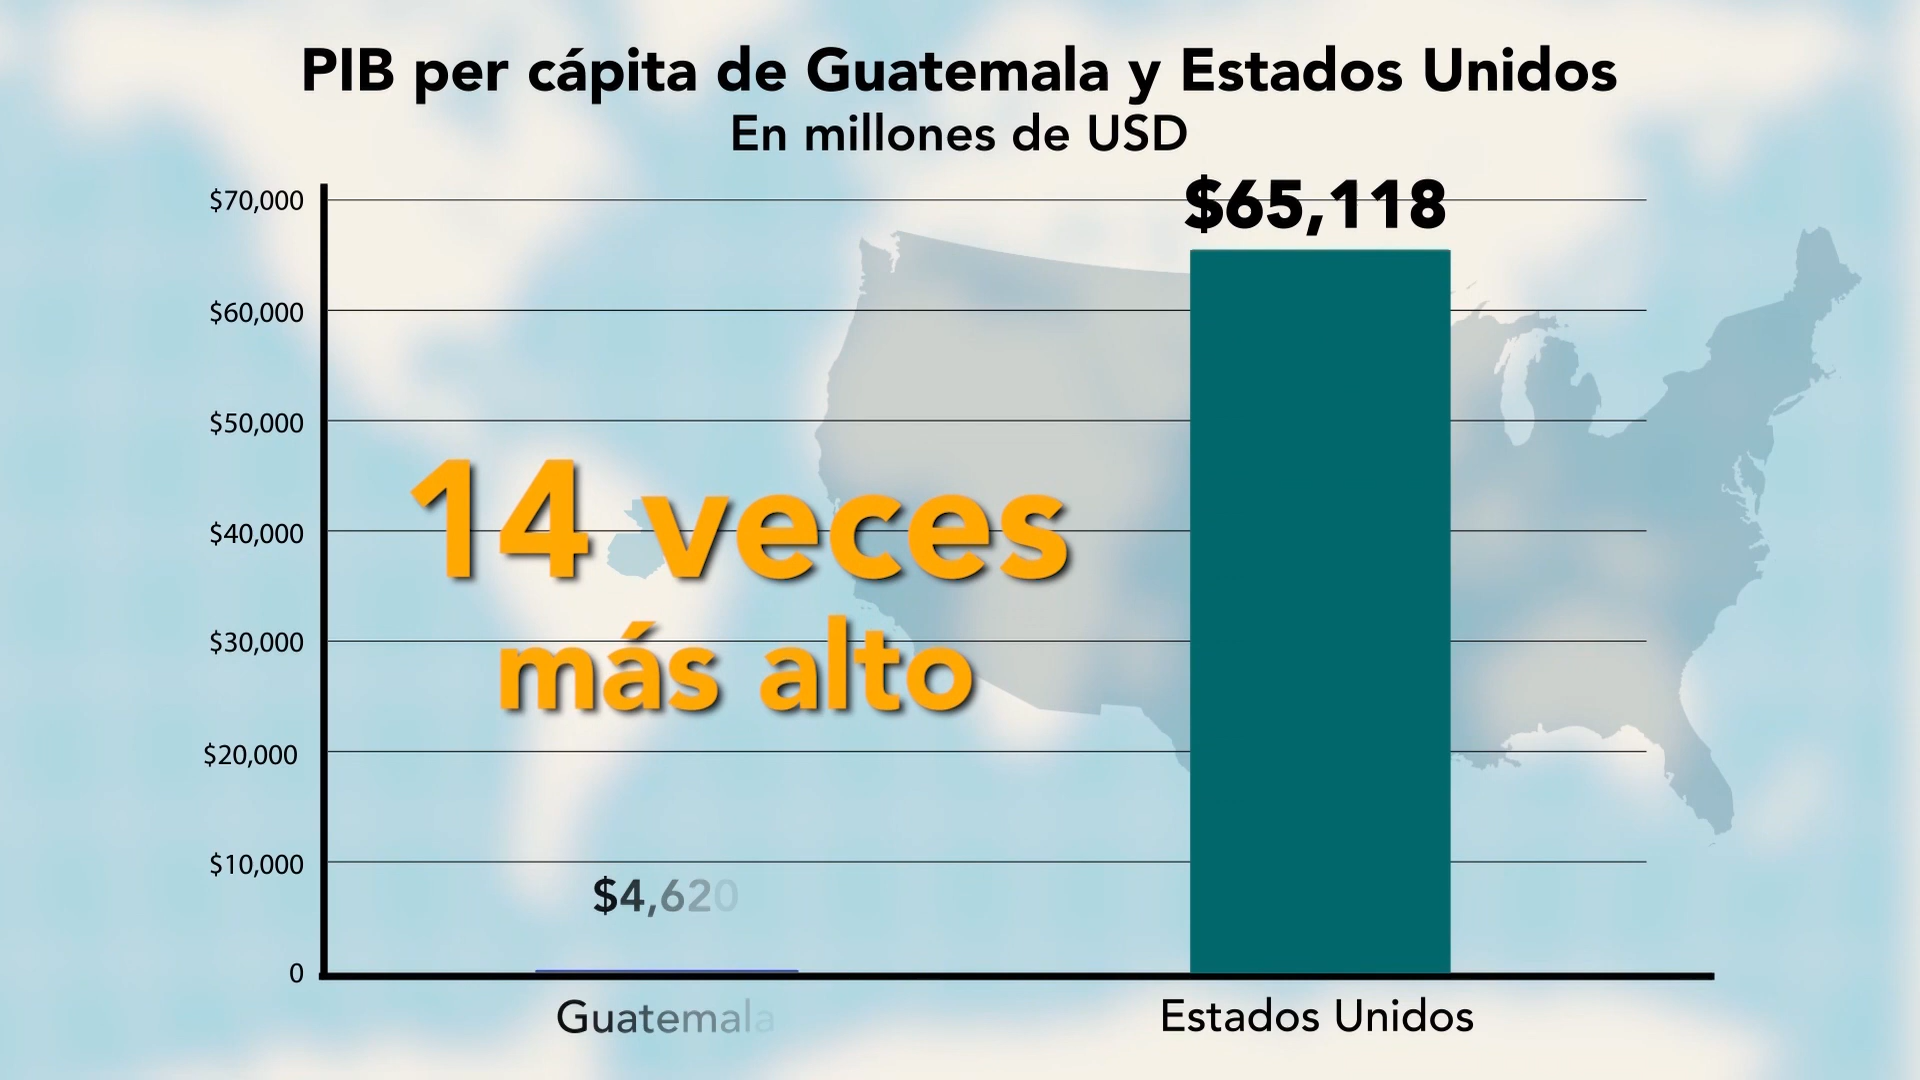 PIB per cápita de Guatemala y Estados Unidos
En millones de USD
$70,000
$65,118
$60,000
$50,000
14 veces
$40,000
más alto
$30,000
$20,000
$10,000
$4,620
0
Guatemala
Estados Unidos